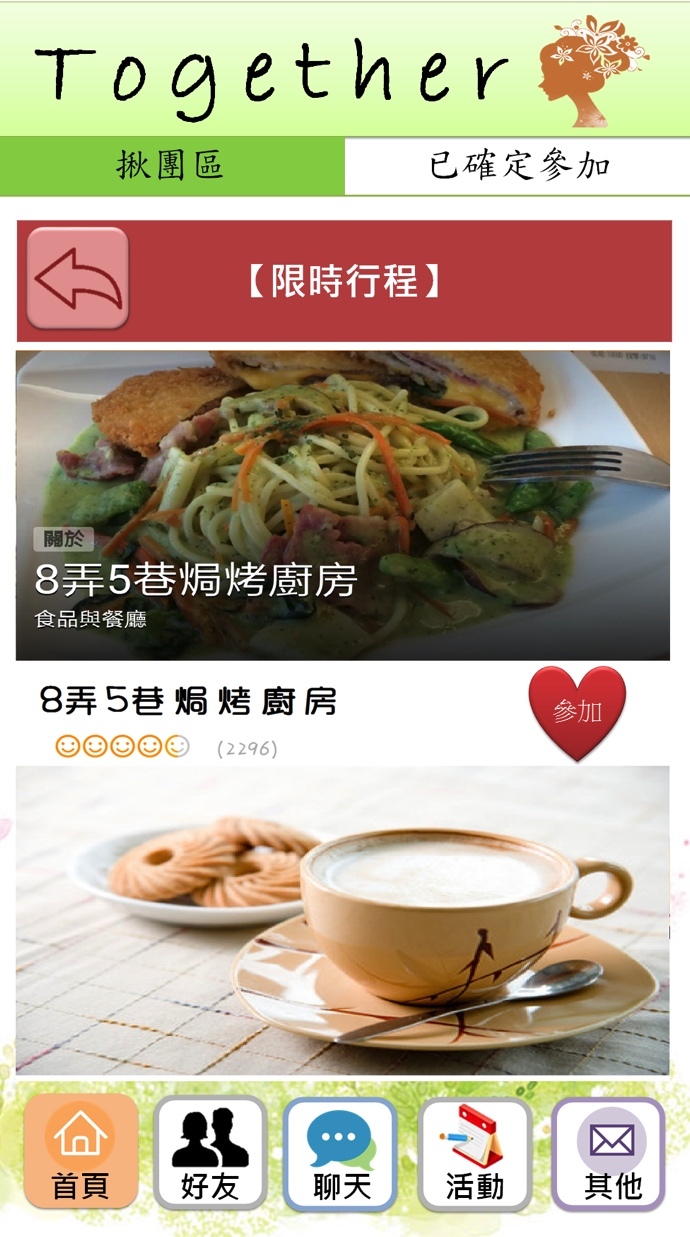 Together
揪團區
已確定參加
【限時行程】
關於
8弄5巷焗烤廚房
食品與餐廳
8弄5巷焗烤廚房
參加
(2296)
首頁
好友
聊天
活動
其他